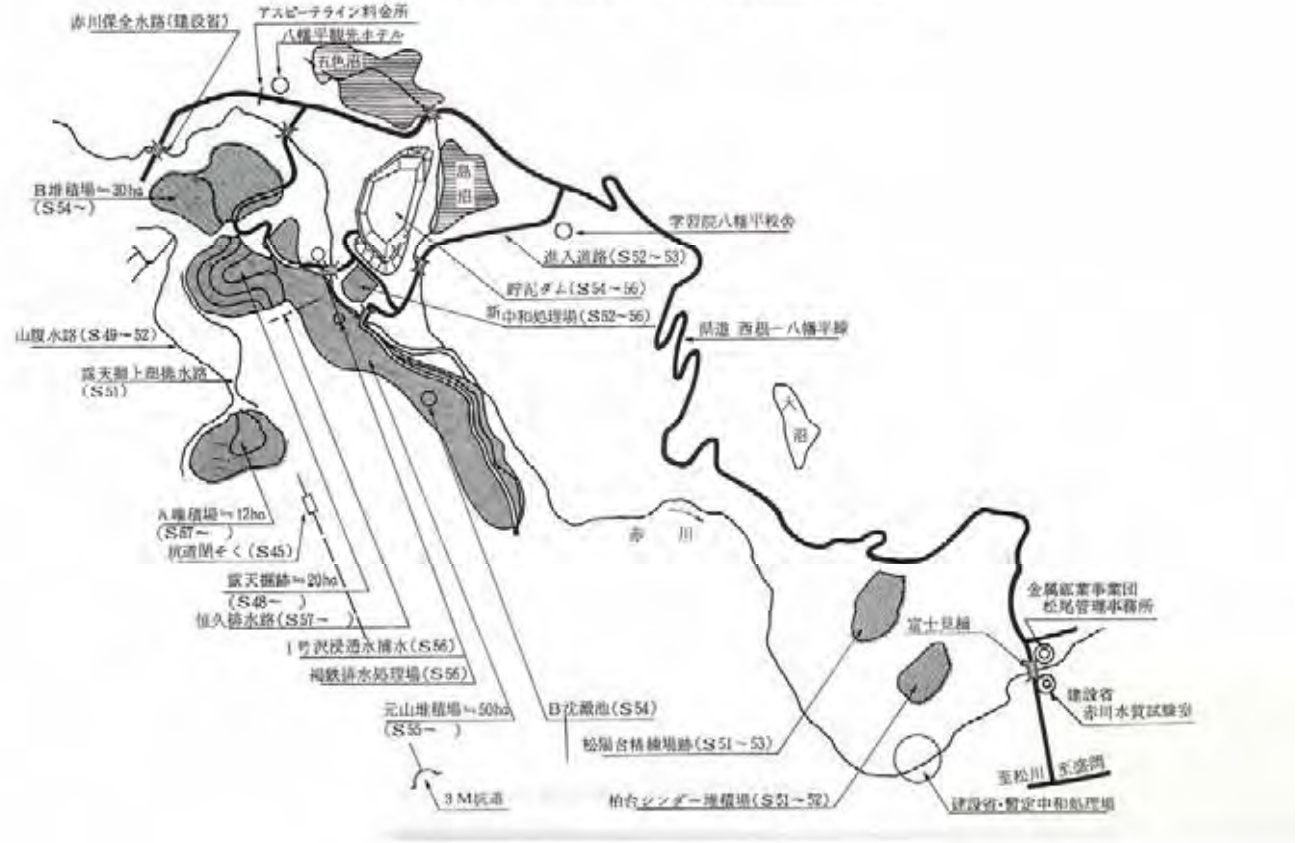 赤川保全水路(建設省)
アスピーテライン料金所
八幡平観光ホテル
五色沼
B堆積場≒30ha
(S54~)
島沼
学習院八幡平校舎
進入道路(S52~53)
貯泥ダム(S54~56)
新中和処理場(S52~56)
県道 西根―八幡平線
山腹水路(S49~52)
露天掘上部排水路
(S51)
大沼
A堆積場≒12ha
(S57~ )
坑道閉そく(S45)
赤川
露天掘跡≒20ha
(S48~ )
恒久排水路(S57~ )
1号沢浸透水補水(S56)
褐鉄排水処理場(S56)
元山堆積場≒50ha
(S55~ )
B沈澱池(S54)
松陽台精錬場跡(S51~53)
柏台シンダー堆積場(S51~52)
3M坑道
金属鉱業事業団
松尾管理事務所
富士見橋
建設省
赤川水質試験室
至松川
至盛岡
建設省・暫定中和処理場